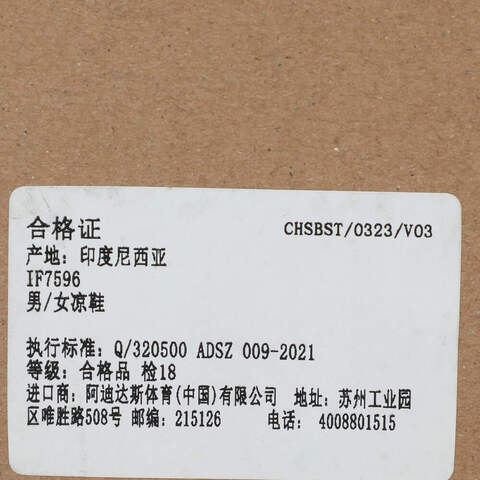 合格证 CHSBST/0323/V03
产地: 印度尼西亚
IF7596
男/女凉鞋
执行标准: Q/320500 ADSZ 009-2021
等级: 合格品 检18
进口商: 阿迪达斯体育(中国)有限公司 地址: 苏州工业园
区唯胜路508号 邮编: 215126 电话: 4008801515